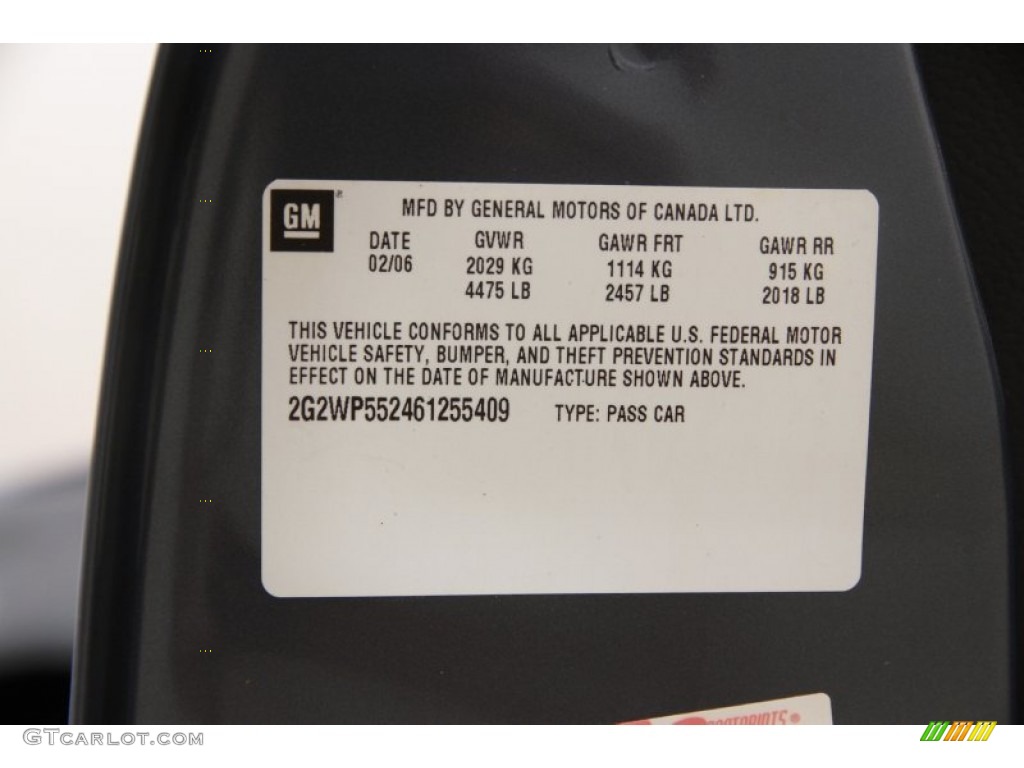 GM ®
MFD BY GENERAL MOTORS OF CANADA LTD.
DATE GVWR GAWR FRT GAWR RR
02/06 2029 KG 1114 KG 915 KG
4475 LB 2457 LB 2018 LB
THIS VEHICLE CONFORMS TO ALL APPLICABLE U.S. FEDERAL MOTOR
VEHICLE SAFETY, BUMPER, AND THEFT PREVENTION STANDARDS IN
EFFECT ON THE DATE OF MANUFACTURE SHOWN ABOVE.
2G2WP552461255409 TYPE: PASS CAR
GTCarlot.com